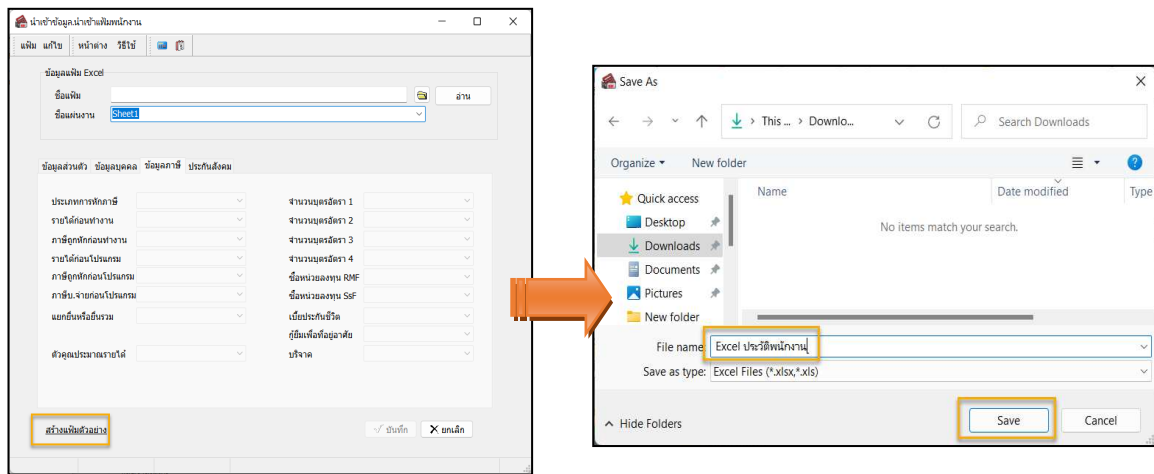 นำเข้าข้อมูล.นำเข้าแฟ้มพนักงาน
แฟ้ม แก้ไข หน้าต่าง วิธีใช้
ข้อมูลแฟ้ม Excel
ชื่อแฟ้ม อ่าน
ชื่อแผ่นงาน Sheet1
ข้อมูลส่วนตัว ข้อมูลบุคคล ข้อมูลภาษี ประกันสังคม
ประเภทการหักภาษี จำนวนบุตรอัตรา 1
รายได้ก่อนทำงาน จำนวนบุตรอัตรา 2
ภาษีถูกหักก่อนทำงาน จำนวนบุตรอัตรา 3
รายได้ก่อนโปรแกรม จำนวนบุตรอัตรา 4
ภาษีถูกหักก่อนโปรแกรม ซื้อหน่วยลงทุน RMF
ภาษีบ.จ่ายก่อนโปรแกรม ซื้อหน่วยลงทุน SsF
แยกยื่นหรือยื่นรวม เบี้ยประกันชีวิต
กู้ยืมเพื่อที่อยู่อาศัย
ตัวคูณประมาณรายได้ บริจาค
สร้างแฟ้มตัวอย่าง บันทึก ยกเลิก
Save As
This ... > Downlo... Search Downloads
Organize New folder
Name Date modified Type
Quick access
No items match your search.
Desktop
Downloads
Documents
Pictures
New folder
File name: Excel ประวัติพนักงาน
Save as type: Excel Files (*.xlsx,*.xls)
Hide Folders Save Cancel